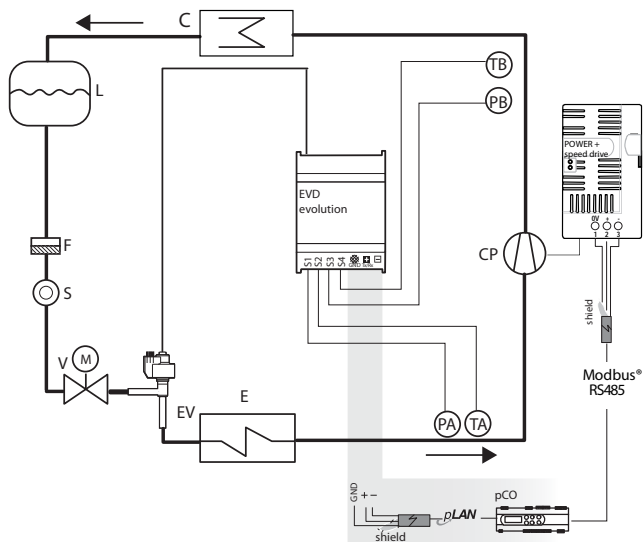 C
L
TB
PB
POWER +
speed drive
EVD
evolution
0V + -
1 2 3
S1 S2 S3 S4
F
CP
S
shield
V
M
Modbus®
RS485
EV
E
PA
TA
GND
+ -
pCO
pLAN
shield